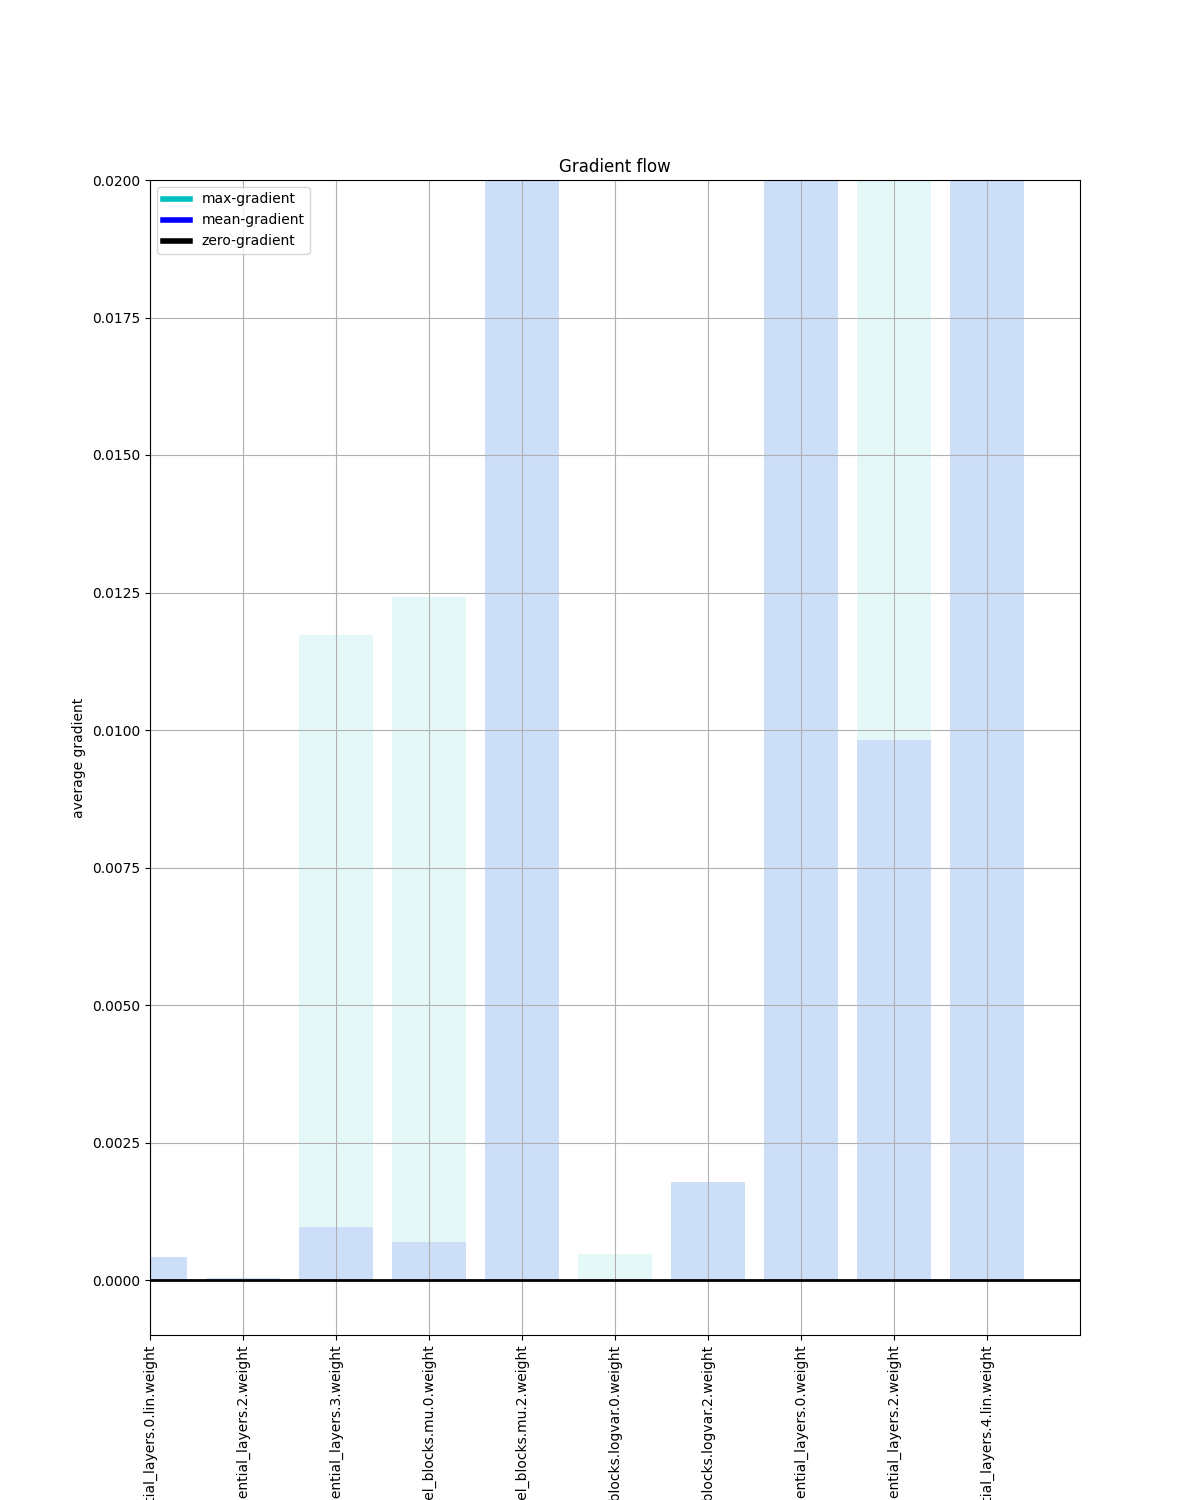 Gradient flow
max-gradient
mean-gradient
zero-gradient
0.0200
0.0175
0.0150
0.0125
0.0100
0.0075
0.0050
0.0025
0.0000
average gradient
tial_layers.0.lin.weight
ential_layers.2.weight
ential_layers.3.weight
el_blocks.mu.0.weight
el_blocks.mu.2.weight
blocks.logvar.0.weight
blocks.logvar.2.weight
ential_layers.0.weight
ential_layers.2.weight
tial_layers.4.lin.weight